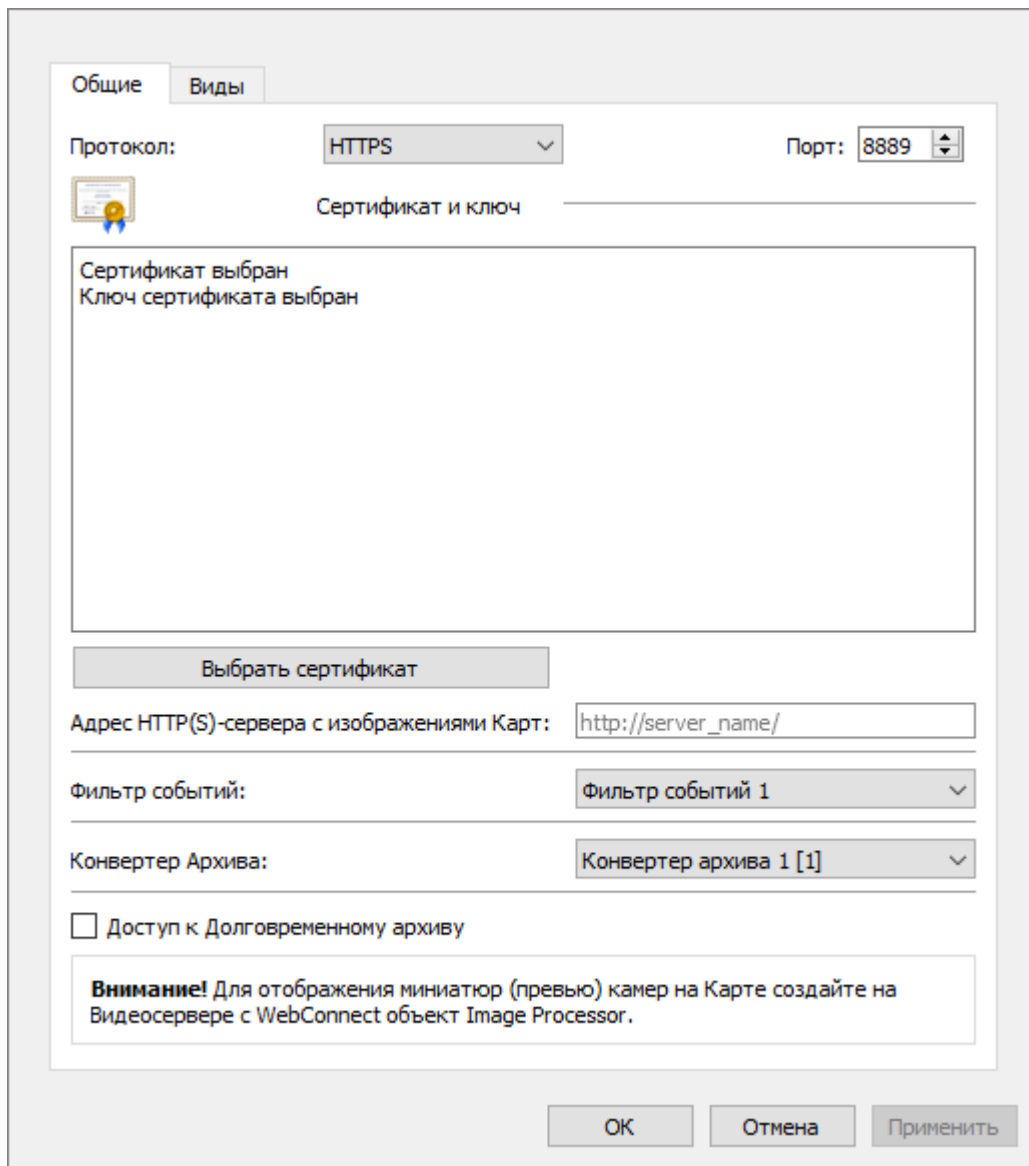 Общие Виды
Протокол: HTTPS Порт: 8889
Сертификат и ключ
Сертификат выбран
Ключ сертификата выбран
Выбрать сертификат
Адрес HTTP(S)-сервера с изображениями Карт: http://server_name/
Фильтр событий: Фильтр событий 1
Конвертер Архива: Конвертер архива 1 [1]
Доступ к Долговременному архиву
Внимание! Для отображения миниатюр (превью) камер на Карте создайте на
Видеосервере с WebConnect объект Image Processor.
ОК Отмена Применить